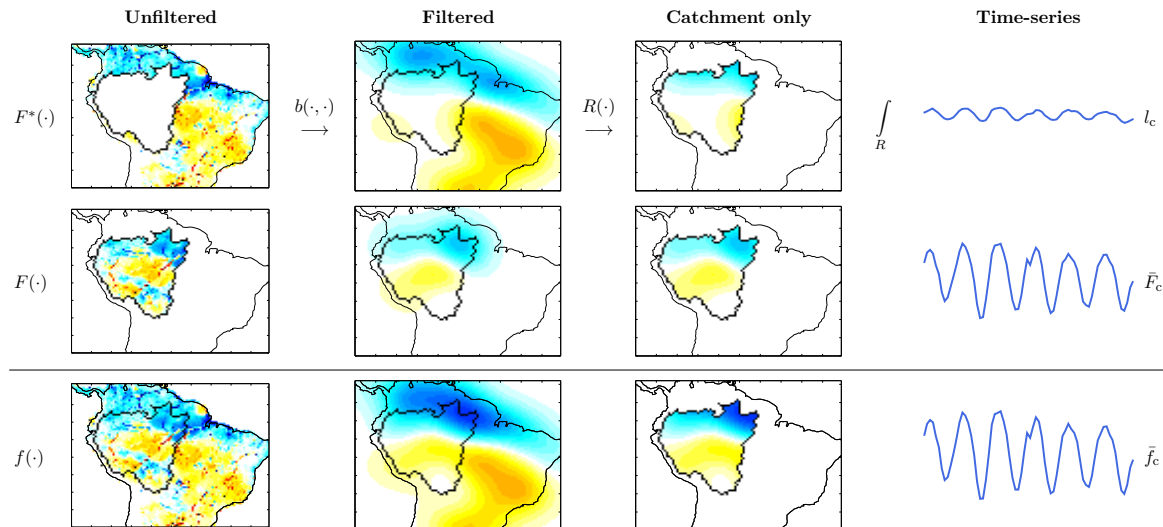 Unfiltered Filtered Catchment only Time-series
F*(·) b(·,·) → R(·) → ∫ R l_c
F(·) F̄_c
f(·) f̄_c